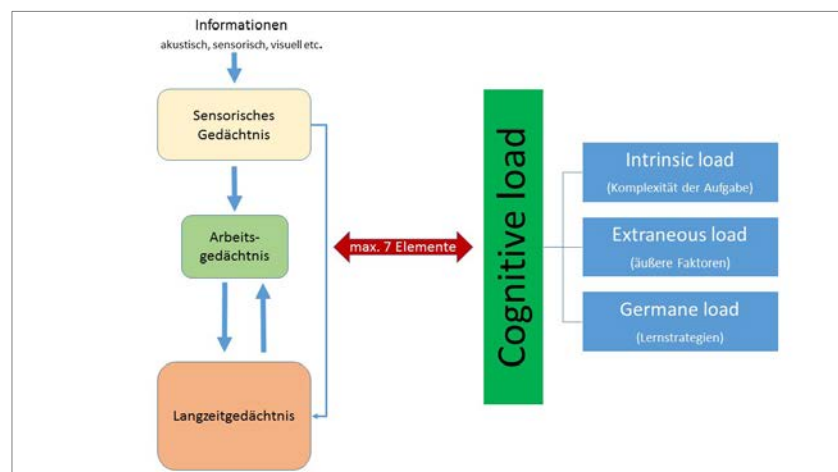 Informationen
akustisch, sensorisch, visuell etc.
Sensorisches
Gedächtnis
Arbeits-
gedächtnis
Langzeitgedächtnis
max. 7 Elemente
Cognitive load
Intrinsic load
(Komplexität der Aufgabe)
Extraneous load
(äußere Faktoren)
Germane load
(Lernstrategien)